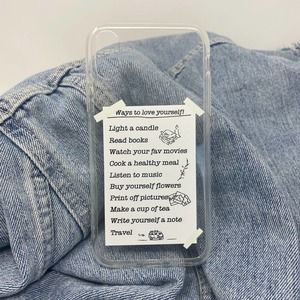 Ways to love yourself!
Light a candle
Read books
Watch your fav movies
Cook a healthy meal
Listen to music
Buy yourself flowers
Print off pictures
Make a cup of tea
Write yourself a note
Travel